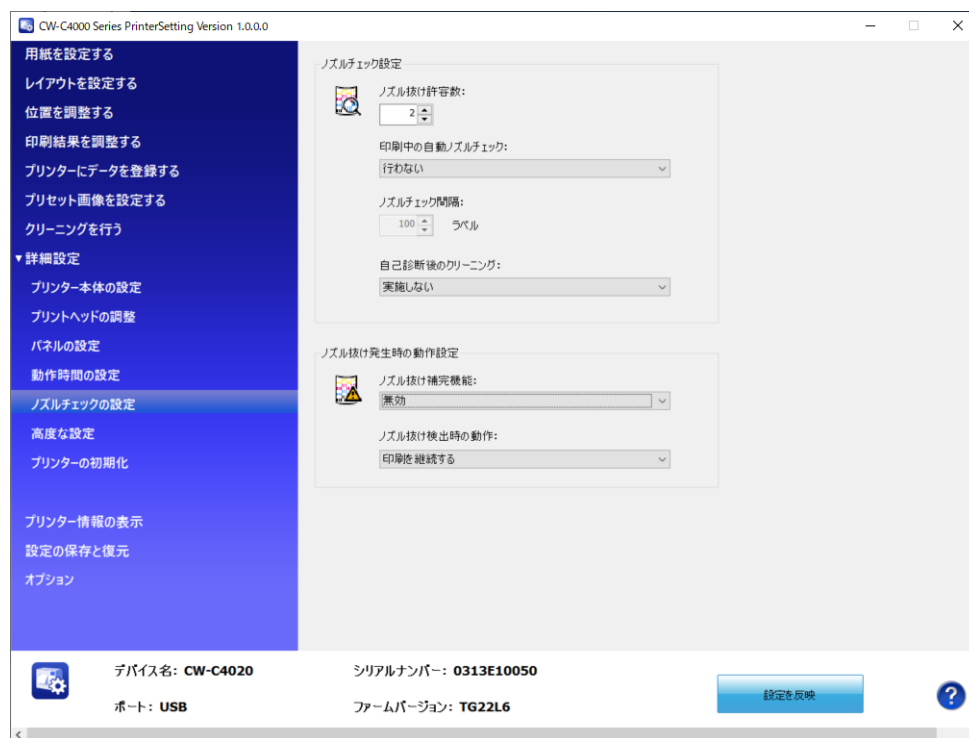 CW-C4000 Series PrinterSetting Version 1.0.0.0
用紙を設定する
レイアウトを設定する
位置を調整する
印刷結果を調整する
プリンターにデータを登録する
プリセット画像を設定する
クリーニングを行う
▼詳細設定
プリンター本体の設定
プリントヘッドの調整
パネルの設定
動作時間の設定
ノズルチェックの設定
高度な設定
プリンターの初期化
プリンター情報の表示
設定の保存と復元
オプション
ノズルチェック設定
ノズル抜け許容数:
2
印刷中の自動ノズルチェック:
行わない
ノズルチェック間隔:
100 ラベル
自己診断後のクリーニング:
実施しない
ノズル抜け発生時の動作設定
ノズル抜け補完機能:
無効
ノズル抜け検出時の動作:
印刷を継続する
デバイス名: CW-C4020
シリアルナンバー: 0313E10050
ポート: USB
ファームバージョン: TG22L6
設定を反映
?